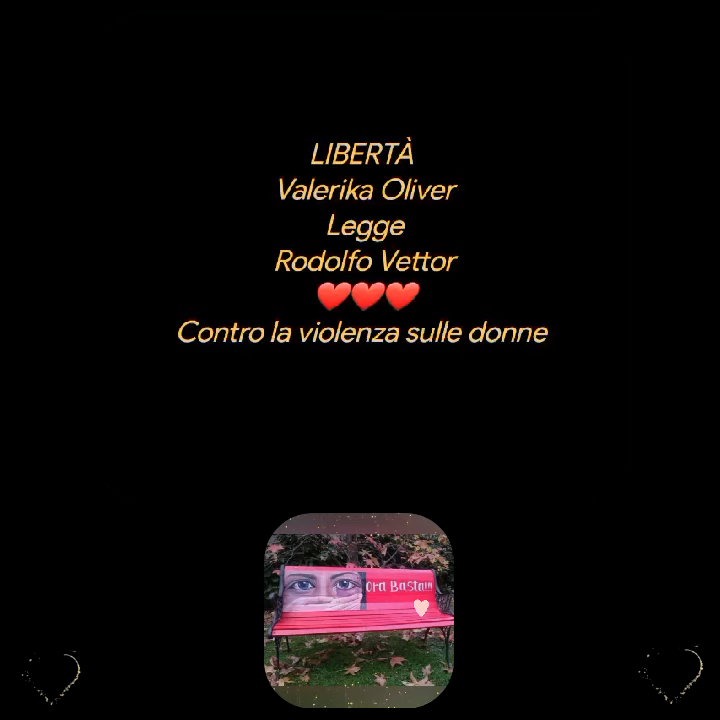 LIBERTÀ
Valerika Oliver
Legge
Rodolfo Vettor
❤️❤️❤️
Contro la violenza sulle donne
Ora Basta!!!